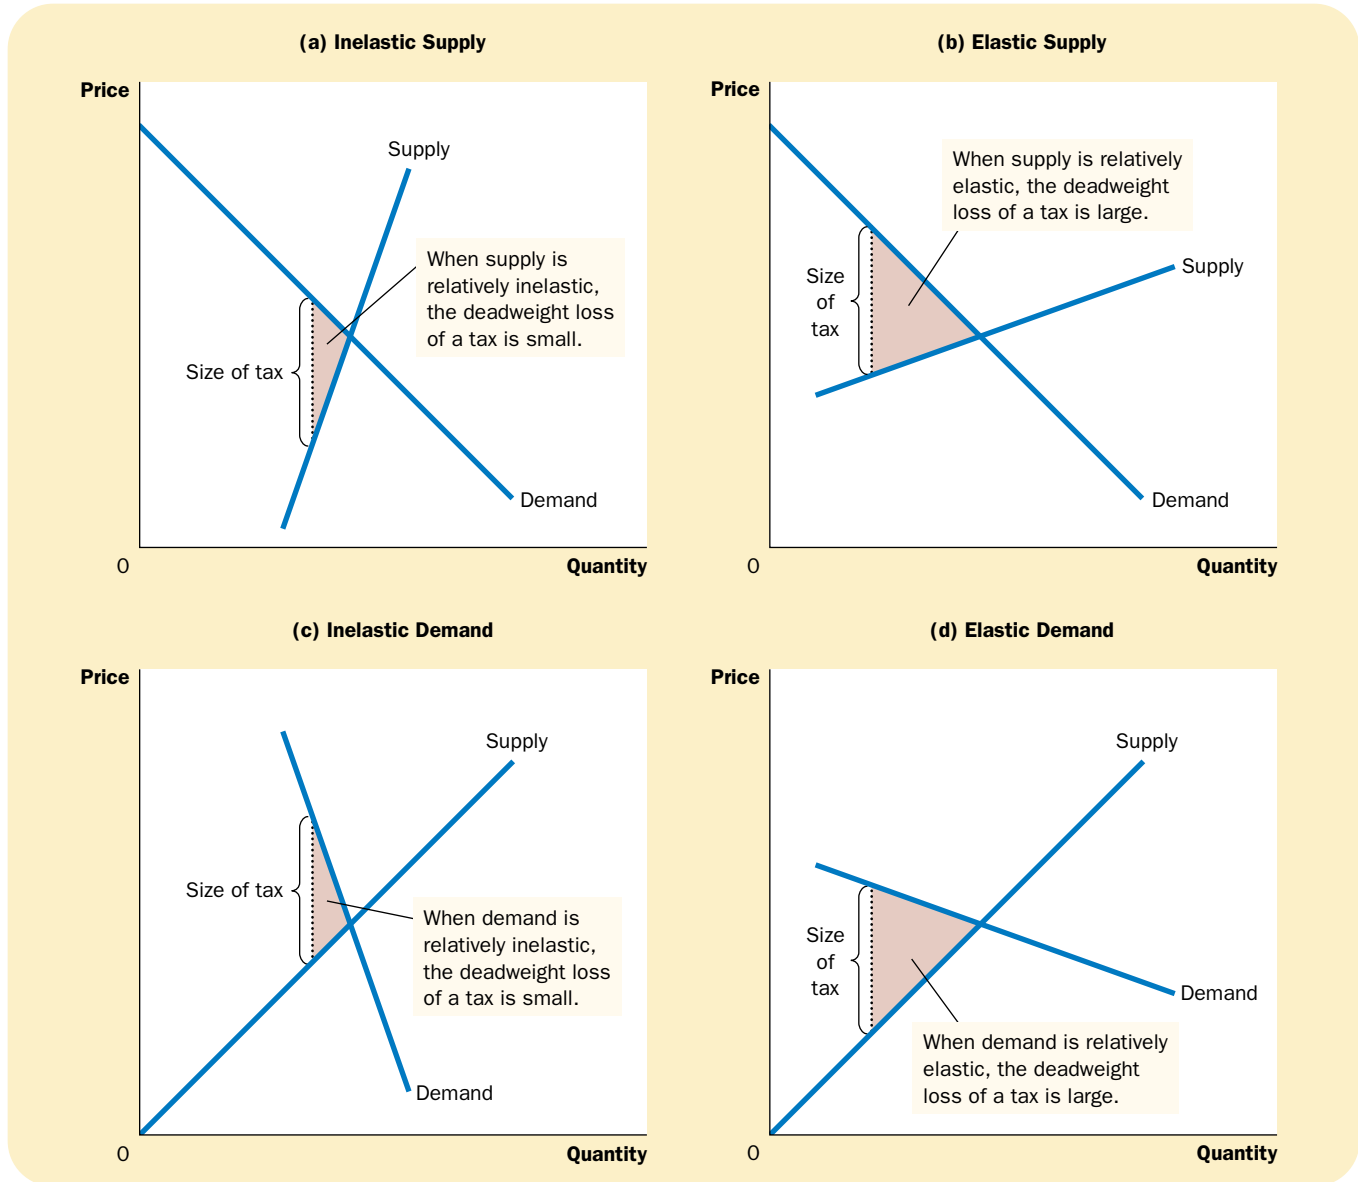 (a) Inelastic Supply
Price
Supply
When supply is
relatively inelastic,
the deadweight loss
of a tax is small.
Size of tax
Demand
0
Quantity
(b) Elastic Supply
Price
When supply is relatively
elastic, the deadweight
loss of a tax is large.
Size
of
tax
Supply
Demand
0
Quantity
(c) Inelastic Demand
Price
Supply
Size of tax
When demand is
relatively inelastic,
the deadweight loss
of a tax is small.
Demand
0
Quantity
(d) Elastic Demand
Price
Supply
Size
of
tax
Demand
When demand is relatively
elastic, the deadweight
loss of a tax is large.
0
Quantity